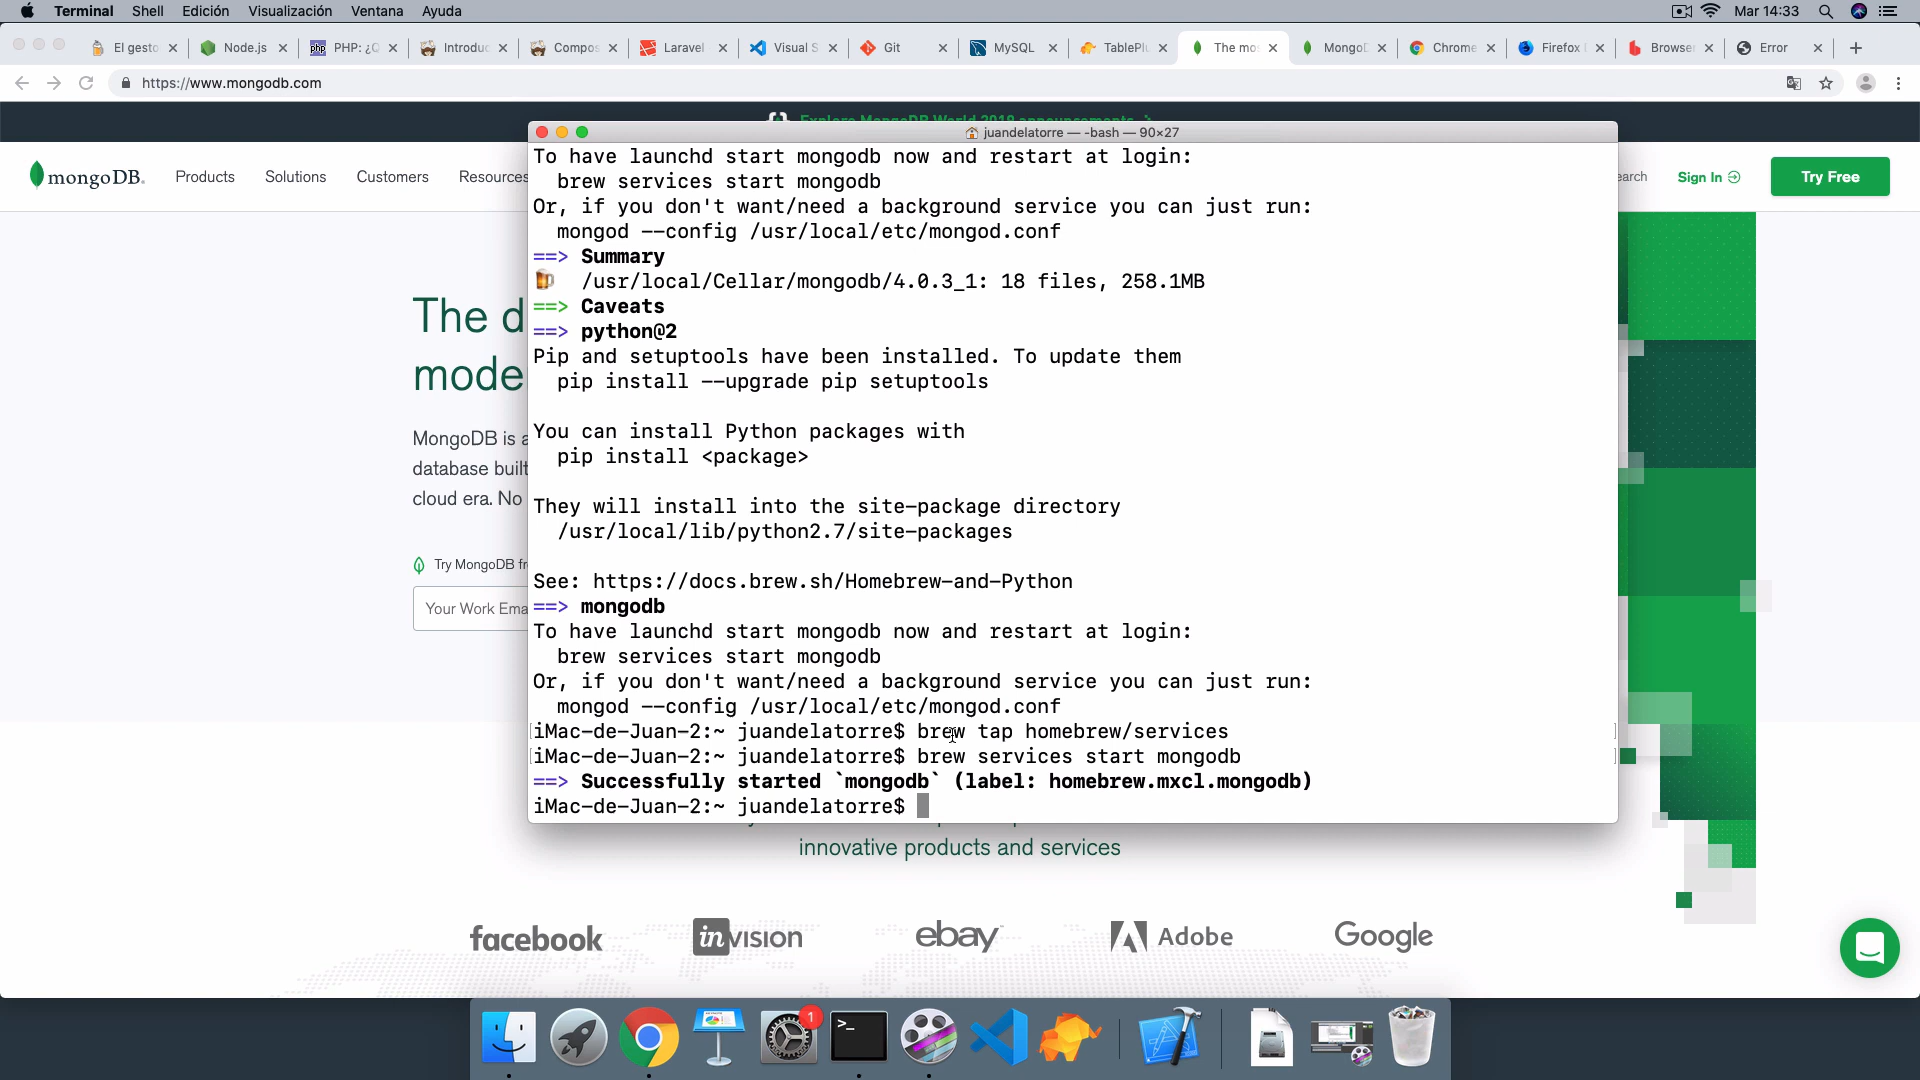 Terminal Shell Edición Visualización Ventana Ayuda Mar 14:33
El gesto Node.js PHP: ¿Q Introduc Compos Laravel Visual S Git MySQL TablePlu The mo MongoD Chrome Firefox Browse Error
https://www.mongodb.com
Explore MongoDB World 2018 announcements
mongoDB. Products Solutions Customers Resources earch Sign In Try Free
juandelatorre — -bash — 90×27
To have launchd start mongodb now and restart at login:
brew services start mongodb
Or, if you don't want/need a background service you can just run:
mongod --config /usr/local/etc/mongod.conf
==> Summary
/usr/local/Cellar/mongodb/4.0.3_1: 18 files, 258.1MB
==> Caveats
==> python@2
Pip and setuptools have been installed. To update them
pip install --upgrade pip setuptools
You can install Python packages with
pip install <package>
They will install into the site-package directory
/usr/local/lib/python2.7/site-packages
See: https://docs.brew.sh/Homebrew-and-Python
==> mongodb
To have launchd start mongodb now and restart at login:
brew services start mongodb
Or, if you don't want/need a background service you can just run:
mongod --config /usr/local/etc/mongod.conf
[iMac-de-Juan-2:~ juandelatorre$ brew tap homebrew/services ]
[iMac-de-Juan-2:~ juandelatorre$ brew services start mongodb ]
==> Successfully started `mongodb` (label: homebrew.mxcl.mongodb)
iMac-de-Juan-2:~ juandelatorre$
The d
mode
MongoDB is a
database built
cloud era. No
Try MongoDB fr
Your Work Ema
innovative products and services
facebook invision ebay Adobe Google
1
>_